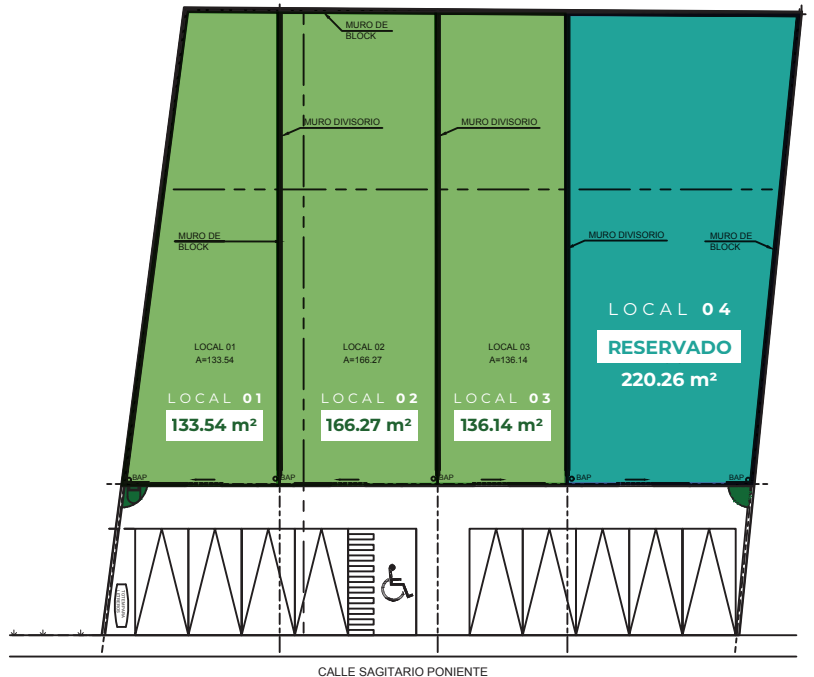 MURO DE
BLOCK
MURO DIVISORIO
MURO DIVISORIO
MURO DE
BLOCK
MURO DIVISORIO
MURO DE
BLOCK
LOCAL 04
RESERVADO
220.26 m²
LOCAL 01
A=133.54
LOCAL 02
A=166.27
LOCAL 03
A=136.14
LOCAL 01
133.54 m²
LOCAL 02
166.27 m²
LOCAL 03
136.14 m²
BAP
BAP
BAP
BAP
BAP
CALLE SAGITARIO PONIENTE